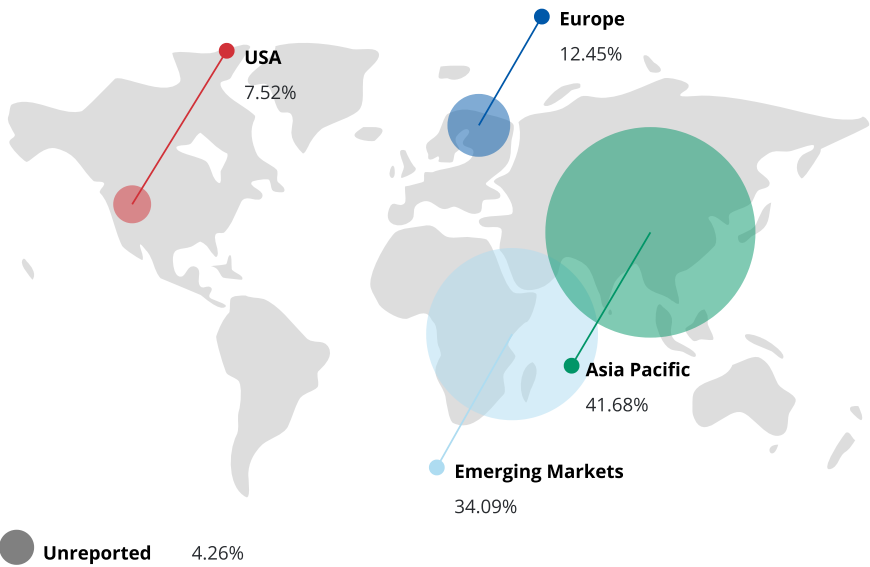 Europe
12.45%
USA
7.52%
Asia Pacific
41.68%
Emerging Markets
34.09%
Unreported 4.26%